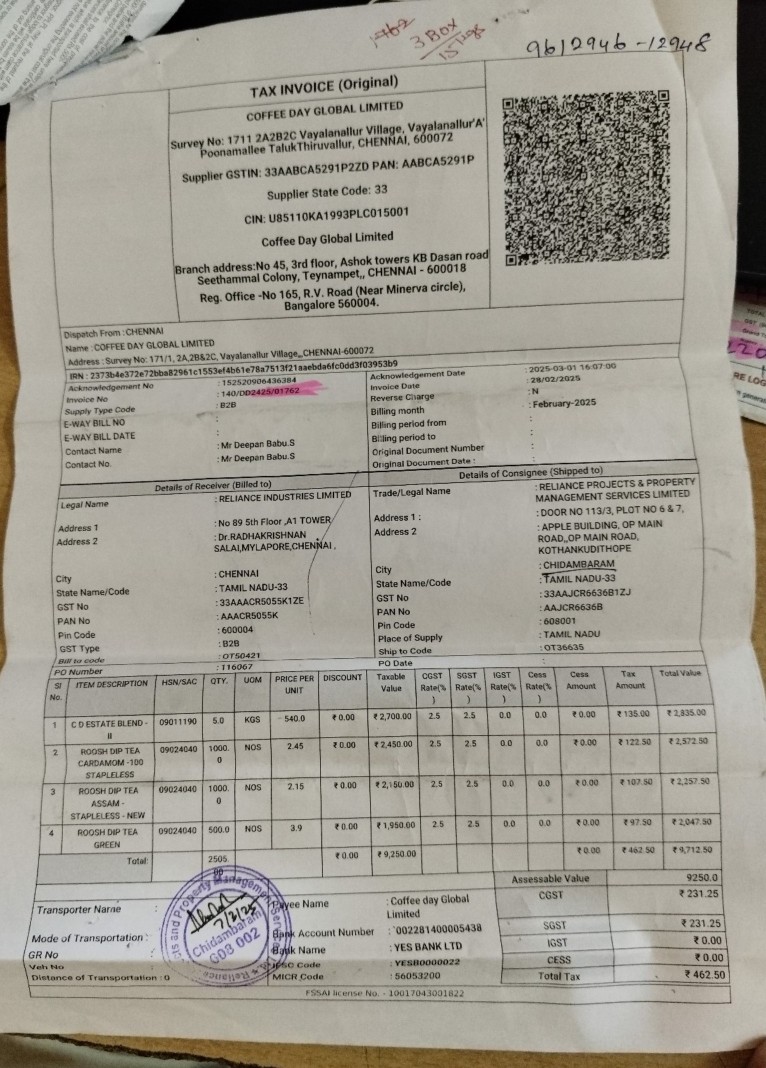 3 BOX
9612946-12948
TAX INVOICE (Original)
COFFEE DAY GLOBAL LIMITED
Survey No: 1711 2A2B2C Vayalanallur Village, Vayalanallur'A'
Poonamallee TalukThiruvallur, CHENNAI, 600072
Supplier GSTIN: 33AABCA5291P2ZD PAN: AABCA5291P
Supplier State Code: 33
CIN: U85110KA1993PLC015001
Coffee Day Global Limited
Branch address:No 45, 3rd floor, Ashok towers KB Dasan road
Seethammal Colony, Teynampet,, CHENNAI - 600018
Reg. Office -No 165, R.V. Road (Near Minerva circle),
Bangalore 560004.
Dispatch From : CHENNAI
Name : COFFEE DAY GLOBAL LIMITED
Address : Survey No: 171/1, 2A,2B&2C, Vayalanallur Village,,CHENNAI-600072
IRN : 2373b4e372e72bba82961c1553ef4b61e78a7513f21aaebda6fc0dd3f03953b9
Acknowledgement No : 152520906436384 Acknowledgement Date : 2025-03-01 16:07:00
Invoice No : 140/DD2425/01762 Invoice Date : 28/02/2025
Supply Type Code : B2B Reverse Charge : N
E-WAY BILL NO : Billing month : February-2025
E-WAY BILL DATE : Billing period from :
Contact Name : Mr Deepan Babu.S Billing period to :
Contact No. : Mr Deepan Babu.S Original Document Number :
Original Document Date :
Details of Receiver (Billed to) Details of Consignee (Shipped to)
Legal Name : RELIANCE INDUSTRIES LIMITED
Address 1 : No 89 5th Floor ,A1 TOWER
Address 2 : Dr.RADHAKRISHNAN
SALAI,MYLAPORE,CHENNAI,
City : CHENNAI
State Name/Code : TAMIL NADU-33
GST No : 33AAACR5055K1ZE
PAN No : AAACR5055K
Pin Code : 600004
GST Type : B2B
Bill to code : OT50421
PO Number : 116067
Trade/Legal Name : RELIANCE PROJECTS & PROPERTY
MANAGEMENT SERVICES LIMITED
Address 1 : : DOOR NO 113/3, PLOT NO 6 & 7,
Address 2 : APPLE BUILDING, OP MAIN
ROAD,,OP MAIN ROAD,
KOTHANKUDITHOPE
City : CHIDAMBARAM
State Name/Code : TAMIL NADU-33
GST No : 33AAJCR6636B1ZJ
PAN No : AAJCR6636B
Pin Code : 608001
Place of Supply : TAMIL NADU
Ship to Code : OT36635
PO Date :
SI No. ITEM DESCRIPTION HSN/SAC QTY. UOM PRICE PER UNIT DISCOUNT Taxable Value CGST Rate(%) SGST Rate(%) IGST Rate(%) Cess Rate(%) Cess Amount Tax Amount Total Value
1 C D ESTATE BLEND - II 09011190 5.0 KGS 540.0 ₹ 0.00 ₹ 2,700.00 2.5 2.5 0.0 0.0 ₹ 0.00 ₹ 135.00 ₹ 2,835.00
2 ROOSH DIP TEA CARDAMOM -100 STAPLELESS 09024040 1000.0 NOS 2.45 ₹ 0.00 ₹ 2,450.00 2.5 2.5 0.0 0.0 ₹ 0.00 ₹ 122.50 ₹ 2,572.50
3 ROOSH DIP TEA ASSAM - STAPLELESS - NEW 09024040 1000.0 NOS 2.15 ₹ 0.00 ₹ 2,150.00 2.5 2.5 0.0 0.0 ₹ 0.00 ₹ 107.50 ₹ 2,257.50
4 ROOSH DIP TEA GREEN 09024040 500.0 NOS 3.9 ₹ 0.00 ₹ 1,950.00 2.5 2.5 0.0 0.0 ₹ 0.00 ₹ 97.50 ₹ 2,047.50
Total: 2505. ₹ 0.00 ₹ 9,250.00 ₹ 0.00 ₹ 462.50 ₹ 9,712.50
Assessable Value 9250.0
CGST ₹ 231.25
SGST ₹ 231.25
IGST ₹ 0.00
CESS ₹ 0.00
Total Tax ₹ 462.50
Transporter Name :
Mode of Transportation :
GR No
Veh No
Distance of Transportation : 0
Payee Name : Coffee day Global
Limited
Bank Account Number : '002281400005438
Bank Name : YES BANK LTD
IFSC Code : YESB0000022
MICR Code : 56053200
Chidambaram
G08 002
FSSAI license No. - 10017043001822